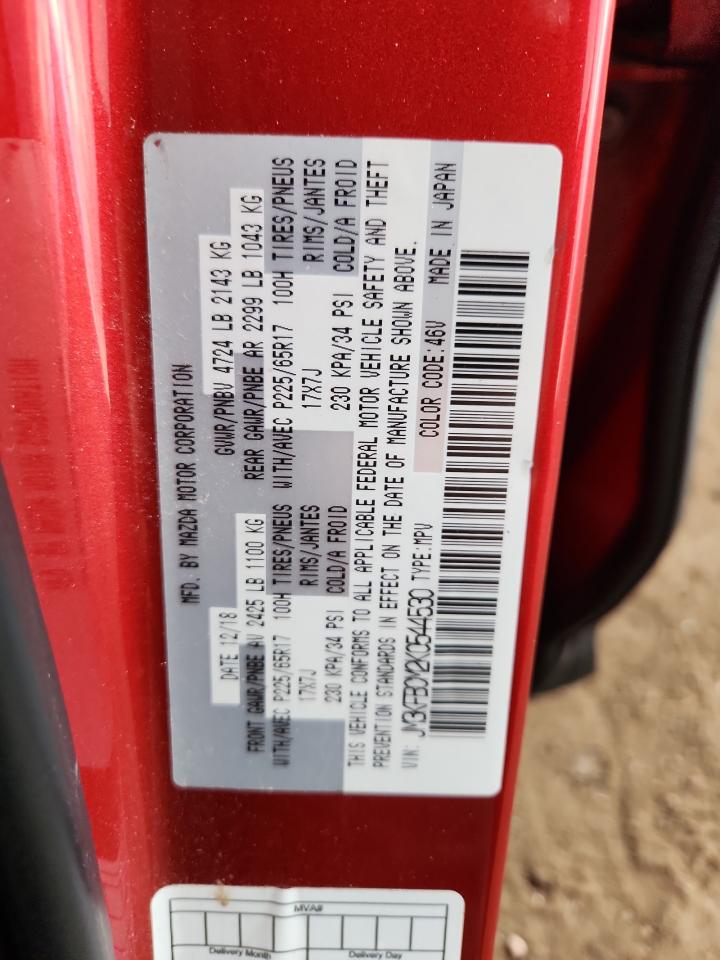 MFD. BY MAZDA MOTOR CORPORATION
DATE 12/18 GVWR/PNBV 4724 LB 2143 KG
FRONT GAWR/PNBE AV 2425 LB 1100 KG REAR GAWR/PNBE AR 2299 LB 1043 KG
WITH/AVEC P225/65R17 100H TIRES/PNEUS WITH/AVEC P225/65R17 100H TIRES/PNEUS
17X7J RIMS/JANTES 17X7J RIMS/JANTES
230 KPA/34 PSI COLD/A FROID 230 KPA/34 PSI COLD/A FROID
THIS VEHICLE CONFORMS TO ALL APPLICABLE FEDERAL MOTOR VEHICLE SAFETY AND THEFT
PREVENTION STANDARDS IN EFFECT ON THE DATE OF MANUFACTURE SHOWN ABOVE.
VIN: JM3KFBDY2KC544530 TYPE:MPV COLOR CODE:46V MADE IN JAPAN
MVA#
Delivery Month Delivery Day